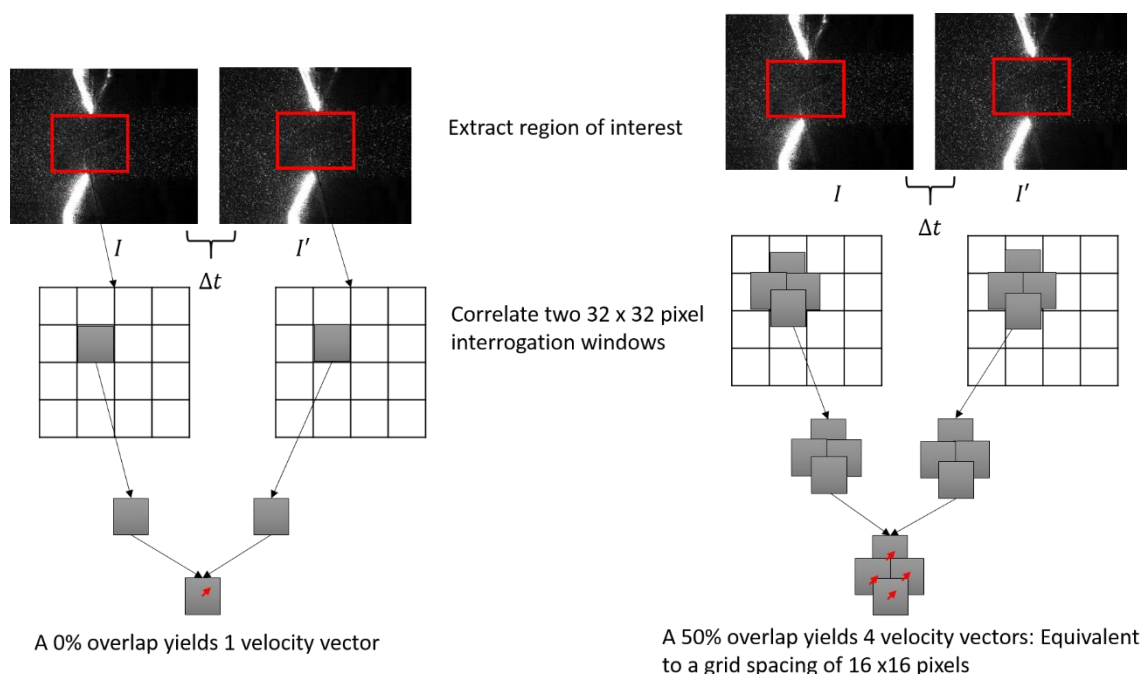 Extract region of interest
I
I′
Δt
I
I′
Δt
Correlate two 32 x 32 pixel
interrogation windows
A 0% overlap yields 1 velocity vector
A 50% overlap yields 4 velocity vectors: Equivalent
to a grid spacing of 16 x16 pixels